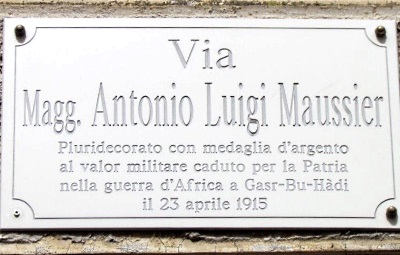 Via
Magg. Antonio Luigi Maussier
Pluridecorato con medaglia d'argento
al valor militare caduto per la Patria
nella guerra d'Africa a Gasr-Bu-Hàdi
il 23 aprile 1915